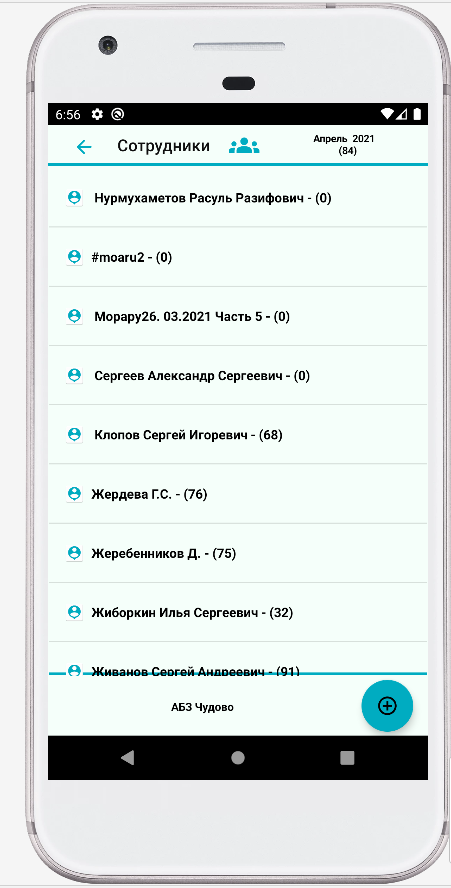 6:56
Сотрудники
Апрель 2021
(84)
Нурмухаметов Расуль Разифович - (0)
#moaru2 - (0)
Морару26. 03.2021 Часть 5 - (0)
Сергеев Александр Сергеевич - (0)
Клопов Сергей Игоревич - (68)
Жердева Г.С. - (76)
Жеребенников Д. - (75)
Жиборкин Илья Сергеевич - (32)
Живанов Сергей Андреевич - (91)
АБЗ Чудово